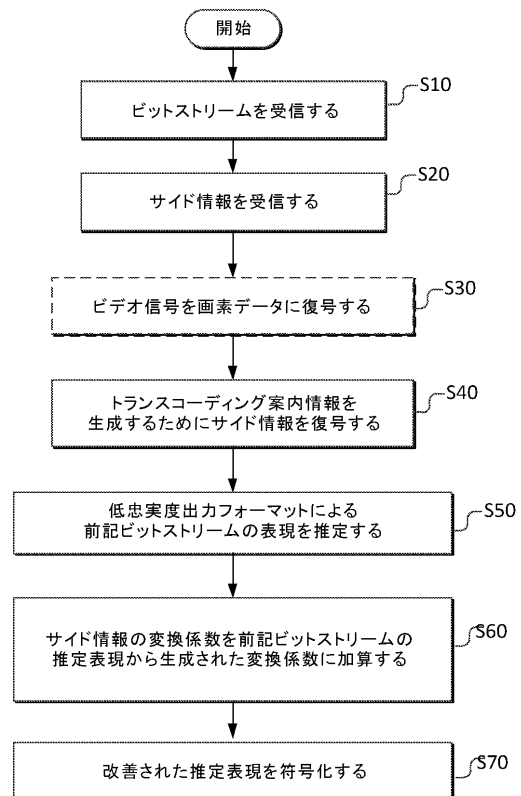 開始
S10
ビットストリームを受信する
S20
サイド情報を受信する
S30
ビデオ信号を画素データに復号する
S40
トランスコーディング案内情報を
生成するためにサイド情報を復号する
S50
低忠実度出力フォーマットによる
前記ビットストリームの表現を推定する
S60
サイド情報の変換係数を前記ビットストリームの
推定表現から生成された変換係数に加算する
S70
改善された推定表現を符号化する